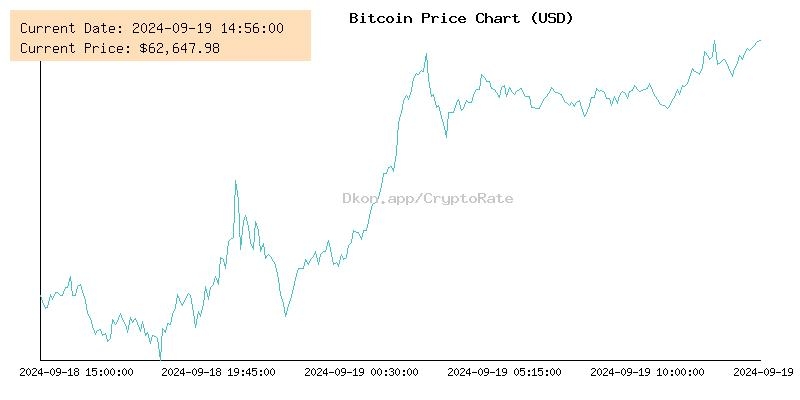 Bitcoin Price Chart (USD)
Current Date: 2024-09-19 14:56:00
Current Price: $62,647.98
Dkon.app/CryptoRate
2024-09-18 15:00:00 2024-09-18 19:45:00 2024-09-19 00:30:00 2024-09-19 05:15:00 2024-09-19 10:00:00 2024-09-19